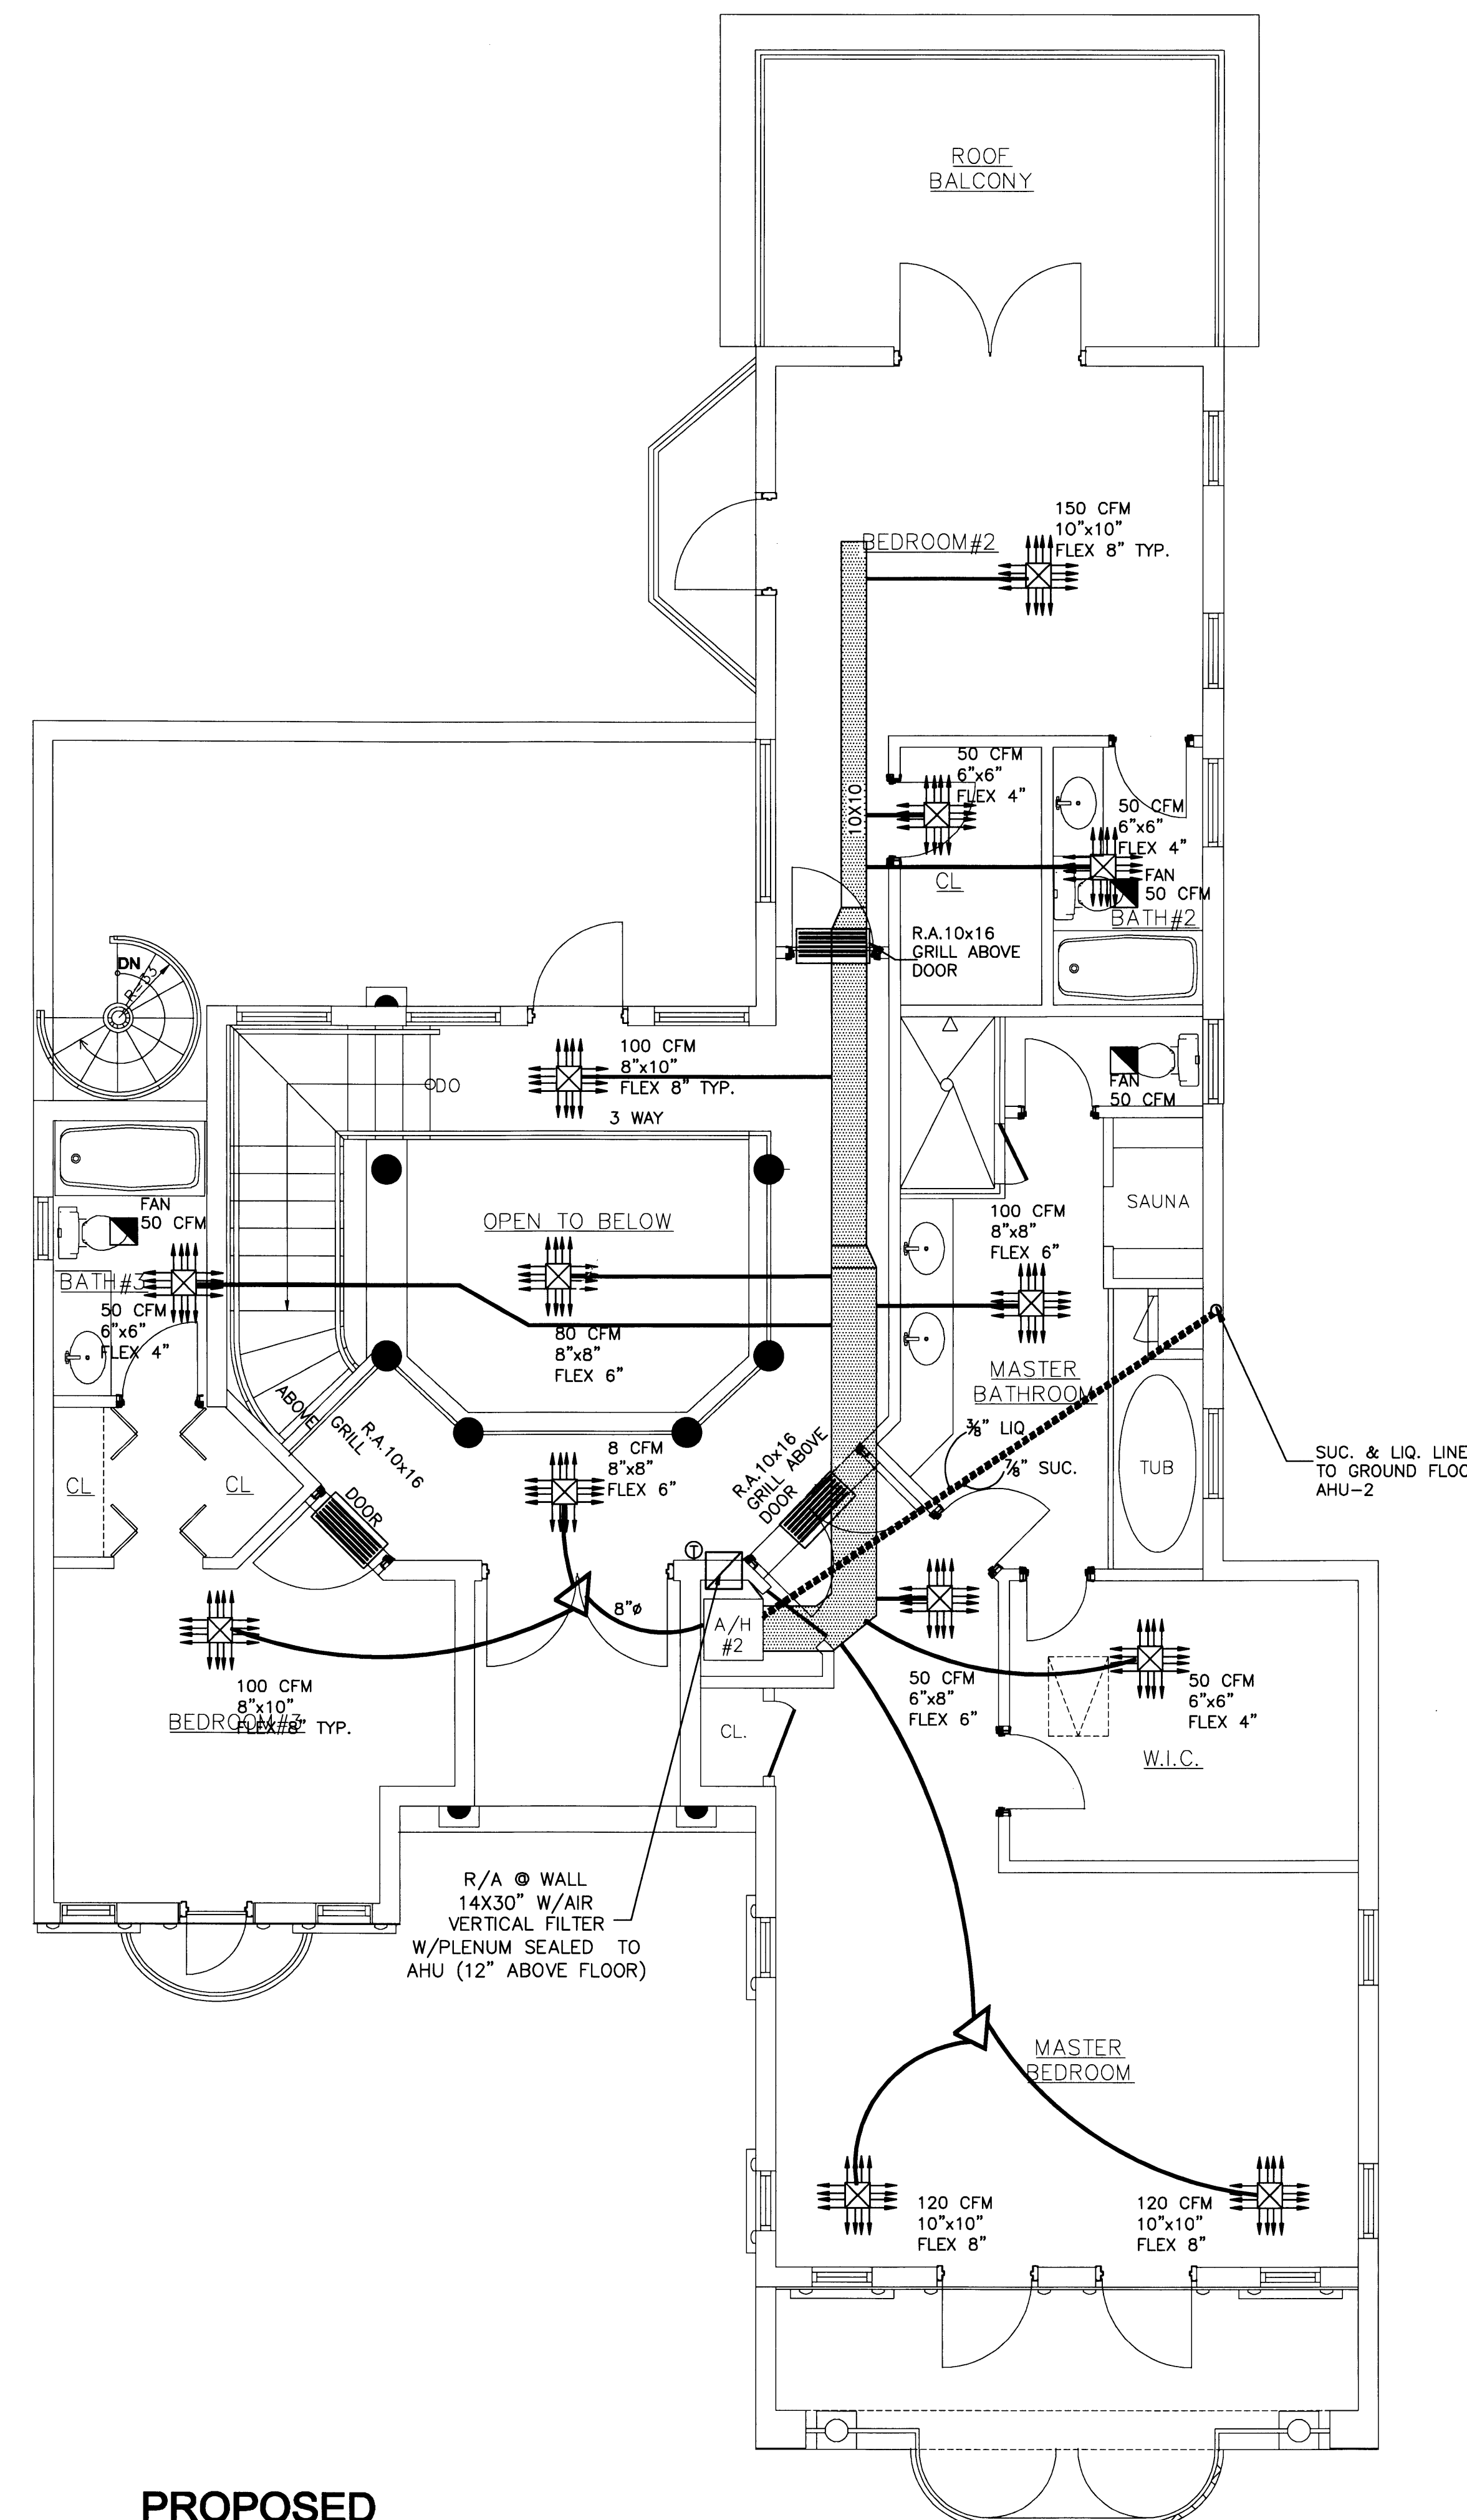 ROOF
BALCONY
150 CFM
10"x10"
FLEX 8" TYP.
BEDROOM#2
50 CFM
6"x6"
FLEX 4"
10X10
50 CFM
6"x6"
FLEX 4"
FAN
50 CFM
CL
BATH#2
R.A.10x16
GRILL ABOVE
DOOR
DN
R=63
100 CFM
8"x10"
FLEX 8" TYP.
3 WAY
DO
FAN
50 CFM
FAN
50 CFM
SAUNA
OPEN TO BELOW
100 CFM
8"x8"
FLEX 6"
BATH#3
50 CFM
6"x6"
FLEX 4"
80 CFM
8"x8"
FLEX 6"
MASTER
BATHROOM
R.A.10x16
GRILL
ABOVE
DOOR
3/8" LIQ
7/8" SUC.
SUC. & LIQ. LINE
TO GROUND FLOO
AHU-2
TUB
CL
CL
8 CFM
8"x8"
FLEX 6"
R.A.10x16
GRILL ABOVE
DOOR
T
8"ø
A/H
#2
100 CFM
8"x10"
FLEX 8" TYP.
BEDROOM#3
50 CFM
6"x8"
FLEX 6"
50 CFM
6"x6"
FLEX 4"
CL.
W.I.C.
R/A @ WALL
14X30" W/AIR
VERTICAL FILTER
W/PLENUM SEALED TO
AHU (12" ABOVE FLOOR)
MASTER
BEDROOM
120 CFM
10"x10"
FLEX 8"
120 CFM
10"x10"
FLEX 8"
PROPOSED